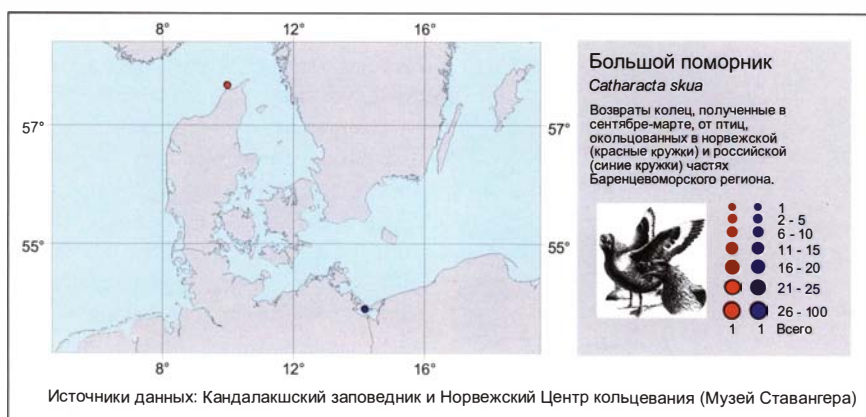 8° 12° 16°
57° 57°
55° 55°
8° 12° 16°
Большой поморник
Catharacta skua
Возвраты колец, полученные в
сентябре-марте, от птиц,
окольцованных в норвежской
(красные кружки) и российской
(синие кружки) частях
Баренцевоморского региона.
1
2 - 5
6 - 10
11 - 15
16 - 20
21 - 25
26 - 100
1 1 Всего
Источники данных: Кандалакшский заповедник и Норвежский Центр кольцевания (Музей Ставангера)